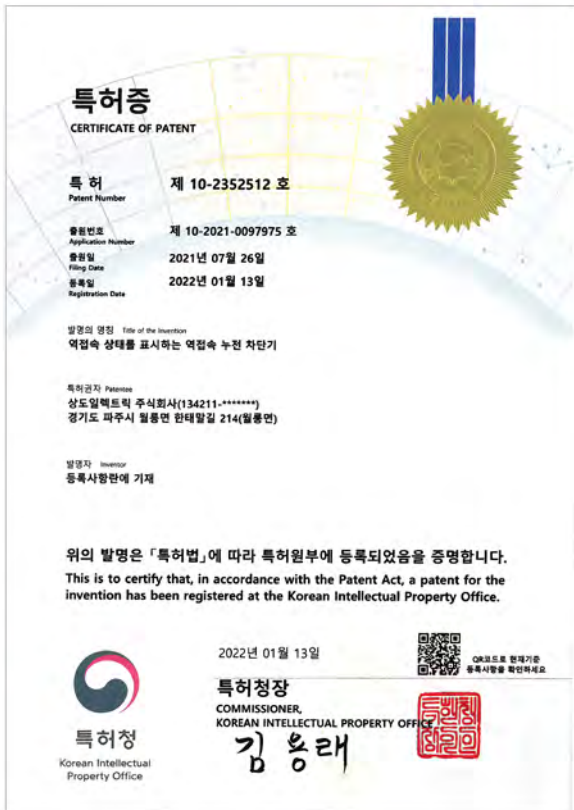 특허증
CERTIFICATE OF PATENT
특 허 제 10-2352512 호
Patent Number
출원번호 제 10-2021-0097975 호
Application Number
출원일 2021년 07월 26일
Filing Date
등록일 2022년 01월 13일
Registration Date
발명의 명칭 Title of the Invention
역접속 상태를 표시하는 역접속 누전 차단기
특허권자 Patentee
상도일렉트릭 주식회사(134211-*******)
경기도 파주시 월롱면 한태말길 214(월롱면)
발명자 Inventor
등록사항란에 기재
위의 발명은 「특허법」에 따라 특허원부에 등록되었음을 증명합니다.
This is to certify that, in accordance with the Patent Act, a patent for the
invention has been registered at the Korean Intellectual Property Office.
2022년 01월 13일
QR코드로 현재기준
등록사항을 확인하세요
특허청장
COMMISSIONER,
KOREAN INTELLECTUAL PROPERTY OFFICE
김용래
특허청
Korean Intellectual
Property Office